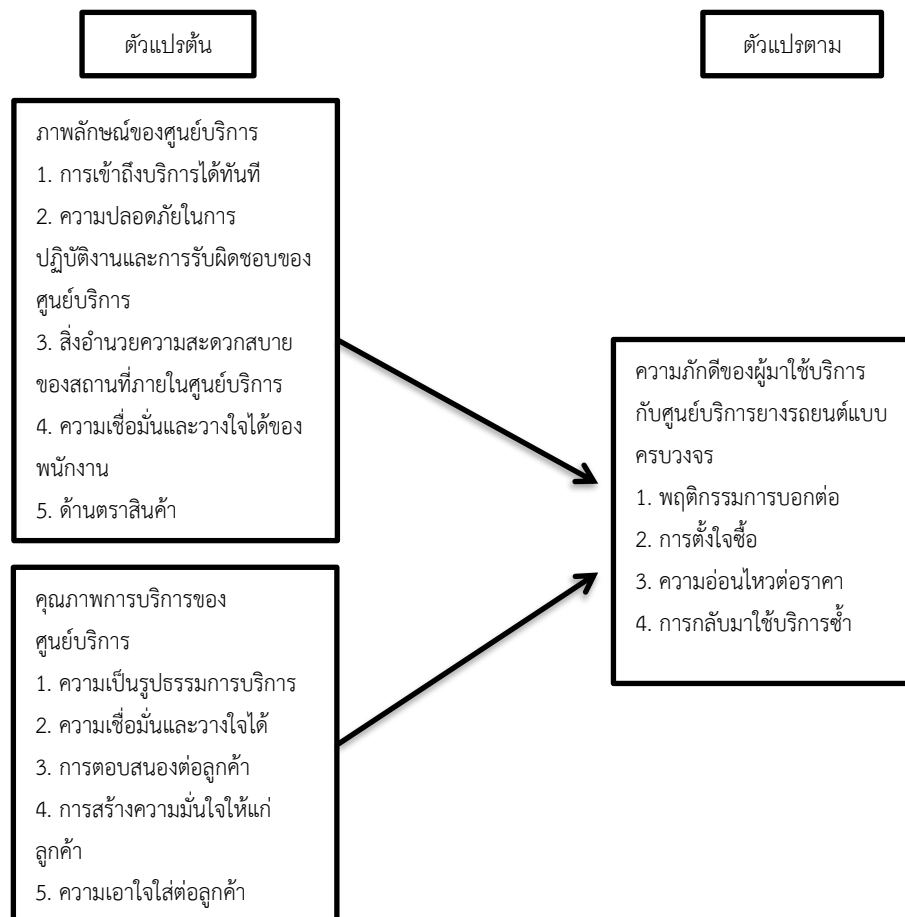 ตัวแปรต้น
ตัวแปรตาม
ภาพลักษณ์ของศูนย์บริการ
1. การเข้าถึงบริการได้ทันที
2. ความปลอดภัยในการ
ปฏิบัติงานและการรับผิดชอบของ
ศูนย์บริการ
3. สิ่งอำนวยความสะดวกสบาย
ของสถานที่ภายในศูนย์บริการ
4. ความเชื่อมั่นและวางใจได้ของ
พนักงาน
5. ด้านตราสินค้า
คุณภาพการบริการของ
ศูนย์บริการ
1. ความเป็นรูปธรรมการบริการ
2. ความเชื่อมั่นและวางใจได้
3. การตอบสนองต่อลูกค้า
4. การสร้างความมั่นใจให้แก่
ลูกค้า
5. ความเอาใจใส่ต่อลูกค้า
ความภักดีของผู้มาใช้บริการ
กับศูนย์บริการยางรถยนต์แบบ
ครบวงจร
1. พฤติกรรมการบอกต่อ
2. การตั้งใจซื้อ
3. ความอ่อนไหวต่อราคา
4. การกลับมาใช้บริการซ้ำ